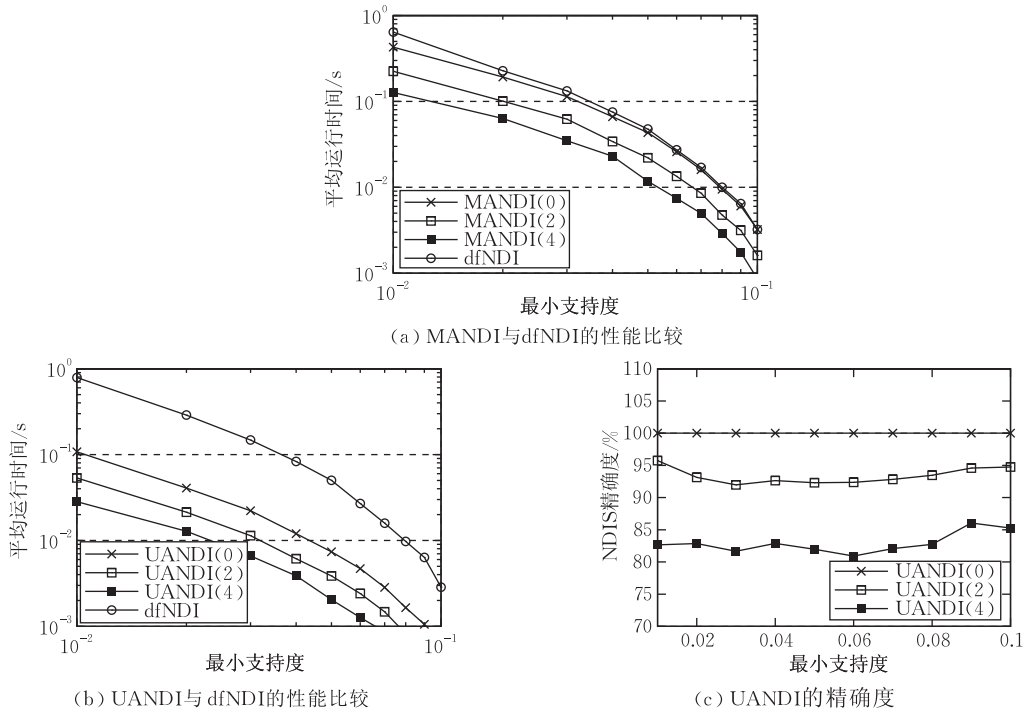 10^0
10^-1
10^-2
10^-3
平均运行时间/s
MANDI(0)
MANDI(2)
MANDI(4)
dfNDI
10^-2
10^-1
最小支持度
(a) MANDI与dfNDI的性能比较
10^0
10^-1
10^-2
10^-3
平均运行时间/s
UANDI(0)
UANDI(2)
UANDI(4)
dfNDI
10^-2
10^-1
最小支持度
(b) UANDI与dfNDI的性能比较
110
105
100
95
90
85
80
75
70
NDIS精确度/%
UANDI(0)
UANDI(2)
UANDI(4)
0.02 0.04 0.06 0.08 0.1
最小支持度
(c) UANDI的精确度